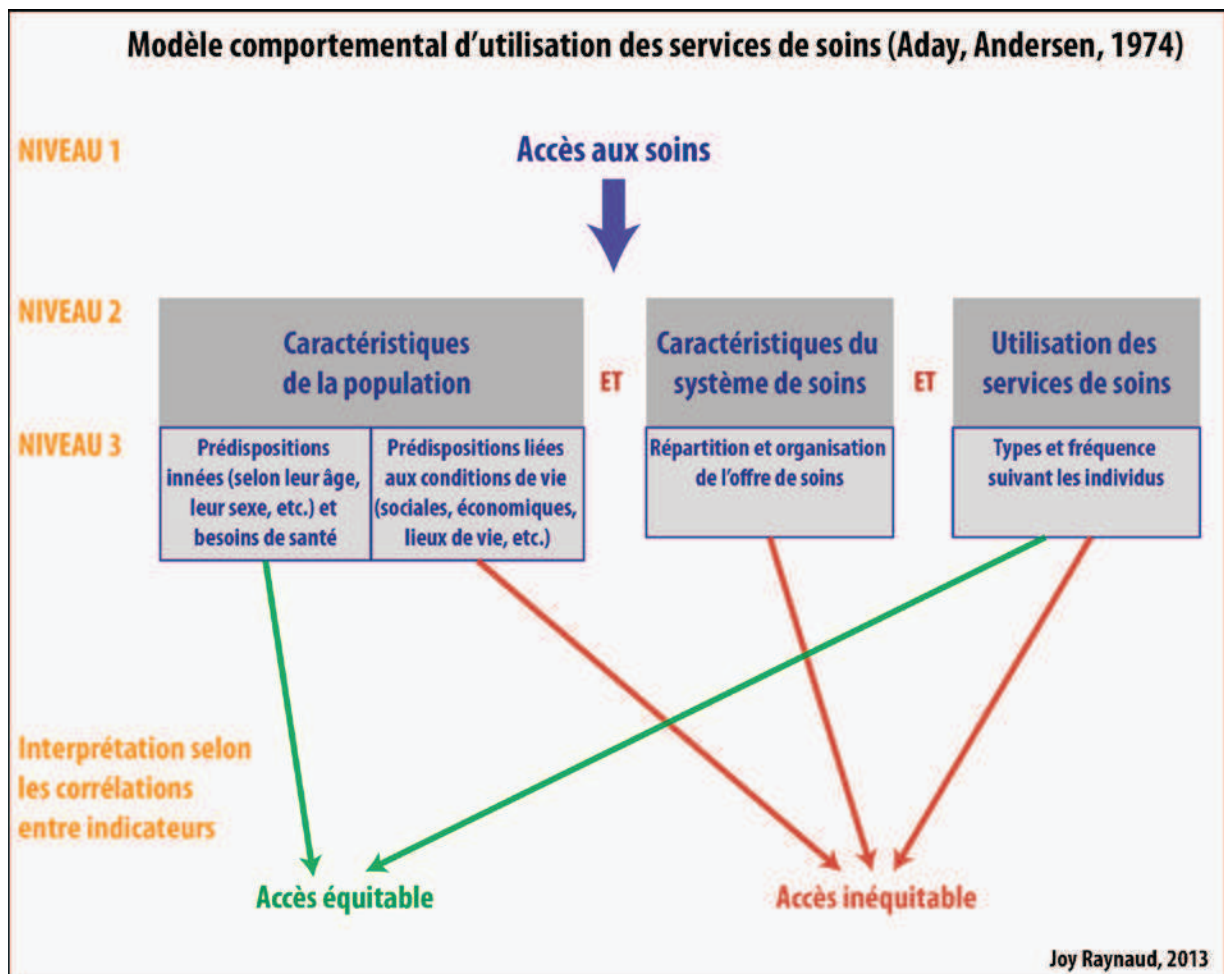 Modèle comportemental d'utilisation des services de soins (Aday, Andersen, 1974)
NIVEAU 1
Accès aux soins
NIVEAU 2
Caractéristiques
de la population
ET
Caractéristiques du
système de soins
ET
Utilisation des
services de soins
NIVEAU 3
Prédispositions
innées (selon leur âge,
leur sexe, etc.) et
besoins de santé
Prédispositions liées
aux conditions de vie
(sociales, économiques,
lieux de vie, etc.)
Répartition et organisation
de l'offre de soins
Types et fréquence
suivant les individus
Interprétation selon
les corrélations
entre indicateurs
Accès équitable
Accès inéquitable
Joy Raynaud, 2013